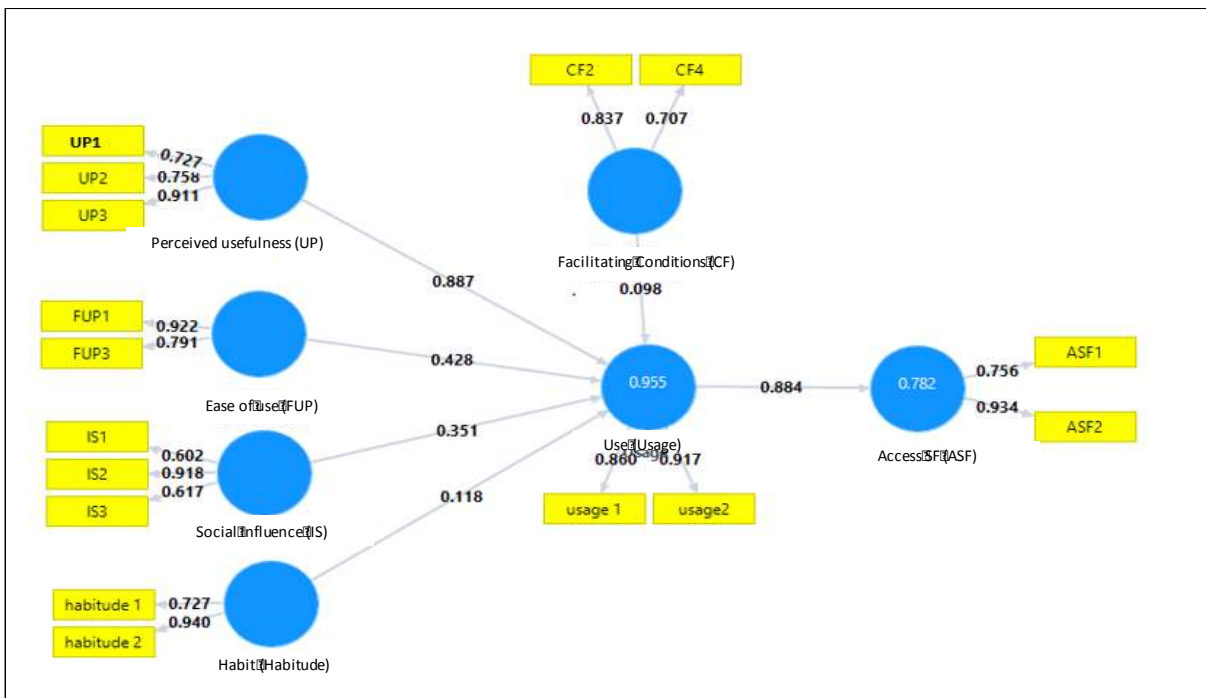 CF2 CF4
0.837 0.707
UP1
0.727
UP2
0.758
UP3
0.911
Perceived usefulness (UP)
Facilitating Conditions (CF)
0.887
0.098
FUP1
0.922
FUP3
0.791
0.428
Ease of use (FUP)
0.955
0.884
0.782
ASF1
0.756
ASF2
0.934
IS1
0.602
IS2
0.918
IS3
0.617
0.351
Use (Usage)
Usage
Access SF (ASF)
0.860 0.917
usage 1 usage2
Social Influence (IS)
0.118
habitude 1
0.727
habitude 2
0.940
Habit (Habitude)